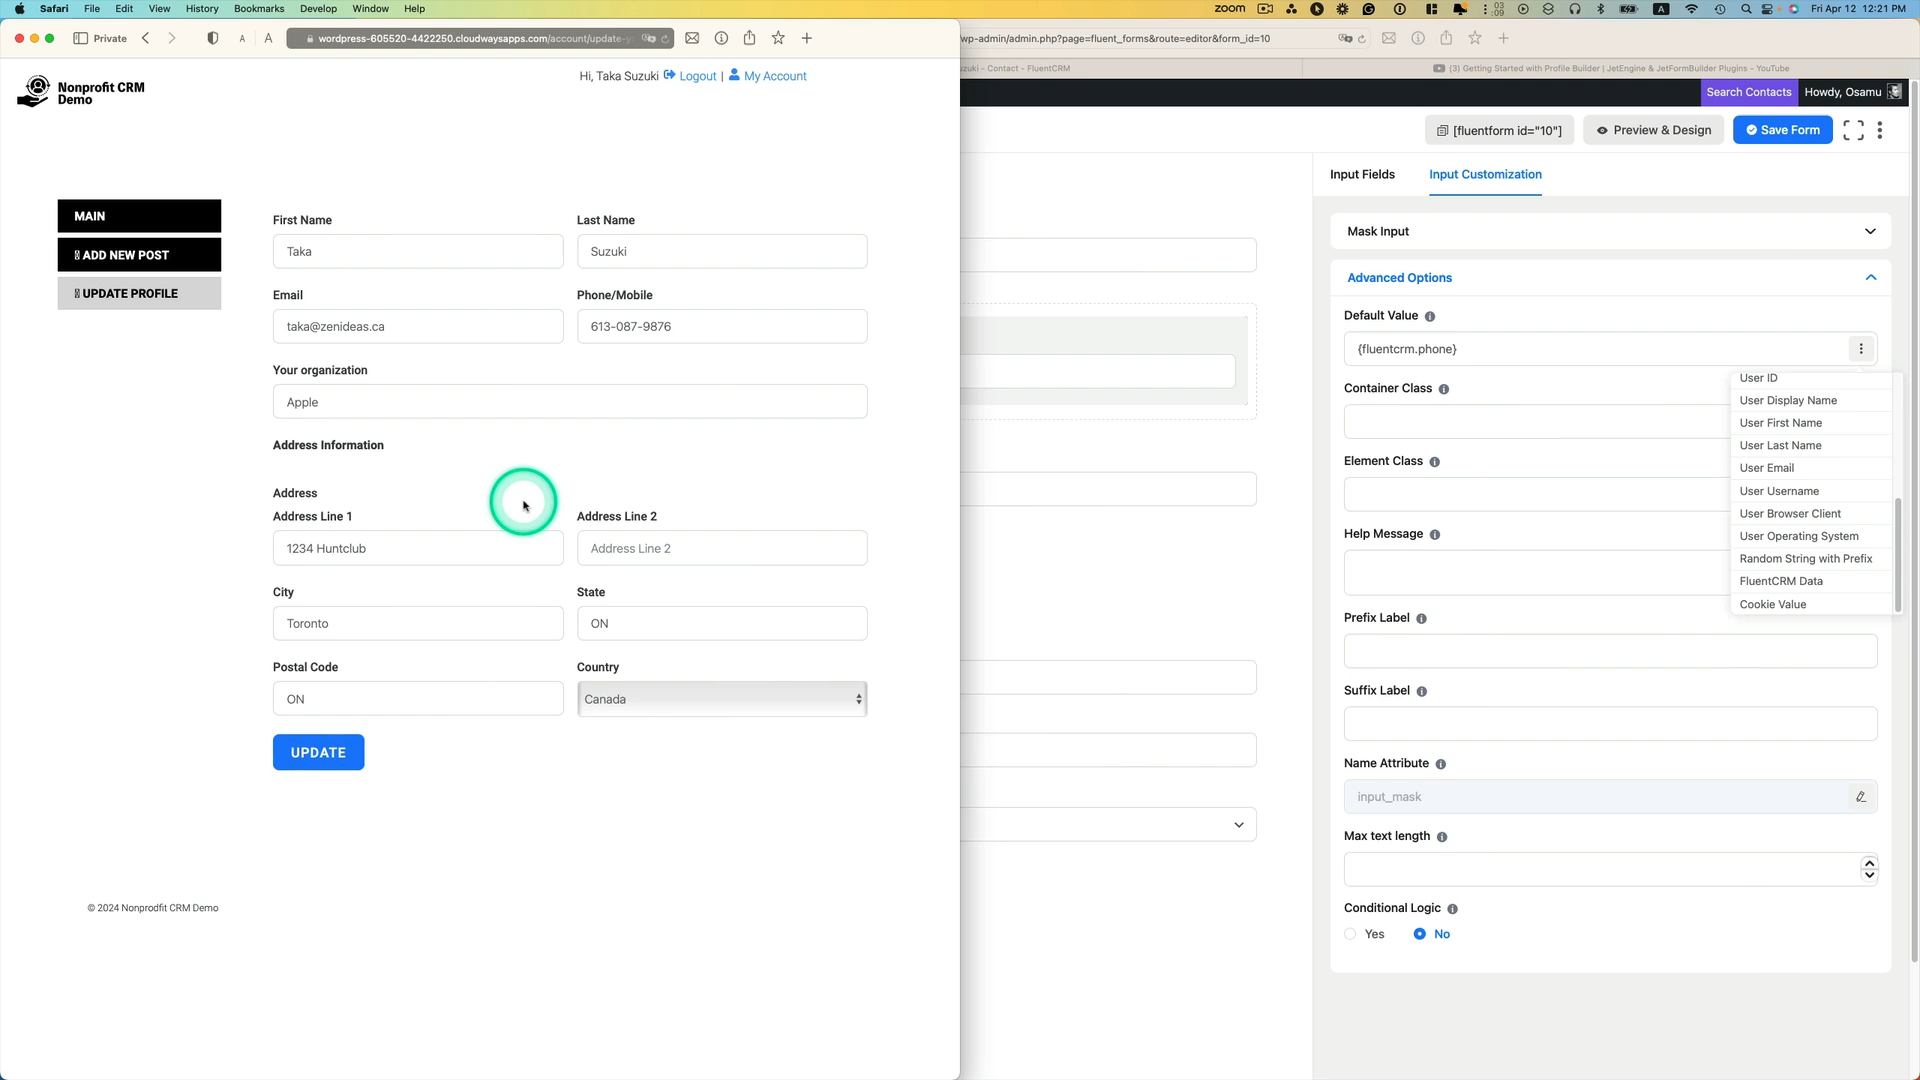 Safari File Edit View History Bookmarks Develop Window Help
zoom 03 09 A Fri Apr 12 12:21 PM
Private A A wordpress-605520-4422250.cloudwaysapps.com/account/update-y
wp-admin/admin.php?page=fluent_forms&route=editor&form_id=10
zuki - Contact - FluentCRM
(3) Getting Started with Profile Builder | JetEngine & JetFormBuilder Plugins - YouTube
Nonprofit CRM
Demo
Hi, Taka Suzuki Logout | My Account
Search Contacts Howdy, Osamu
[fluentform id="10"] Preview & Design Save Form
Input Fields Input Customization
MAIN
ADD NEW POST
UPDATE PROFILE
First Name Last Name
Taka Suzuki
Email Phone/Mobile
taka@zenideas.ca 613-087-9876
Your organization
Apple
Address Information
Address
Address Line 1 Address Line 2
1234 Huntclub Address Line 2
City State
Toronto ON
Postal Code Country
ON Canada
UPDATE
© 2024 Nonprodfit CRM Demo
Mask Input
Advanced Options
Default Value
{fluentcrm.phone}
Container Class
Element Class
Help Message
Prefix Label
Suffix Label
Name Attribute
input_mask
Max text length
Conditional Logic
Yes No
User ID
User Display Name
User First Name
User Last Name
User Email
User Username
User Browser Client
User Operating System
Random String with Prefix
FluentCRM Data
Cookie Value